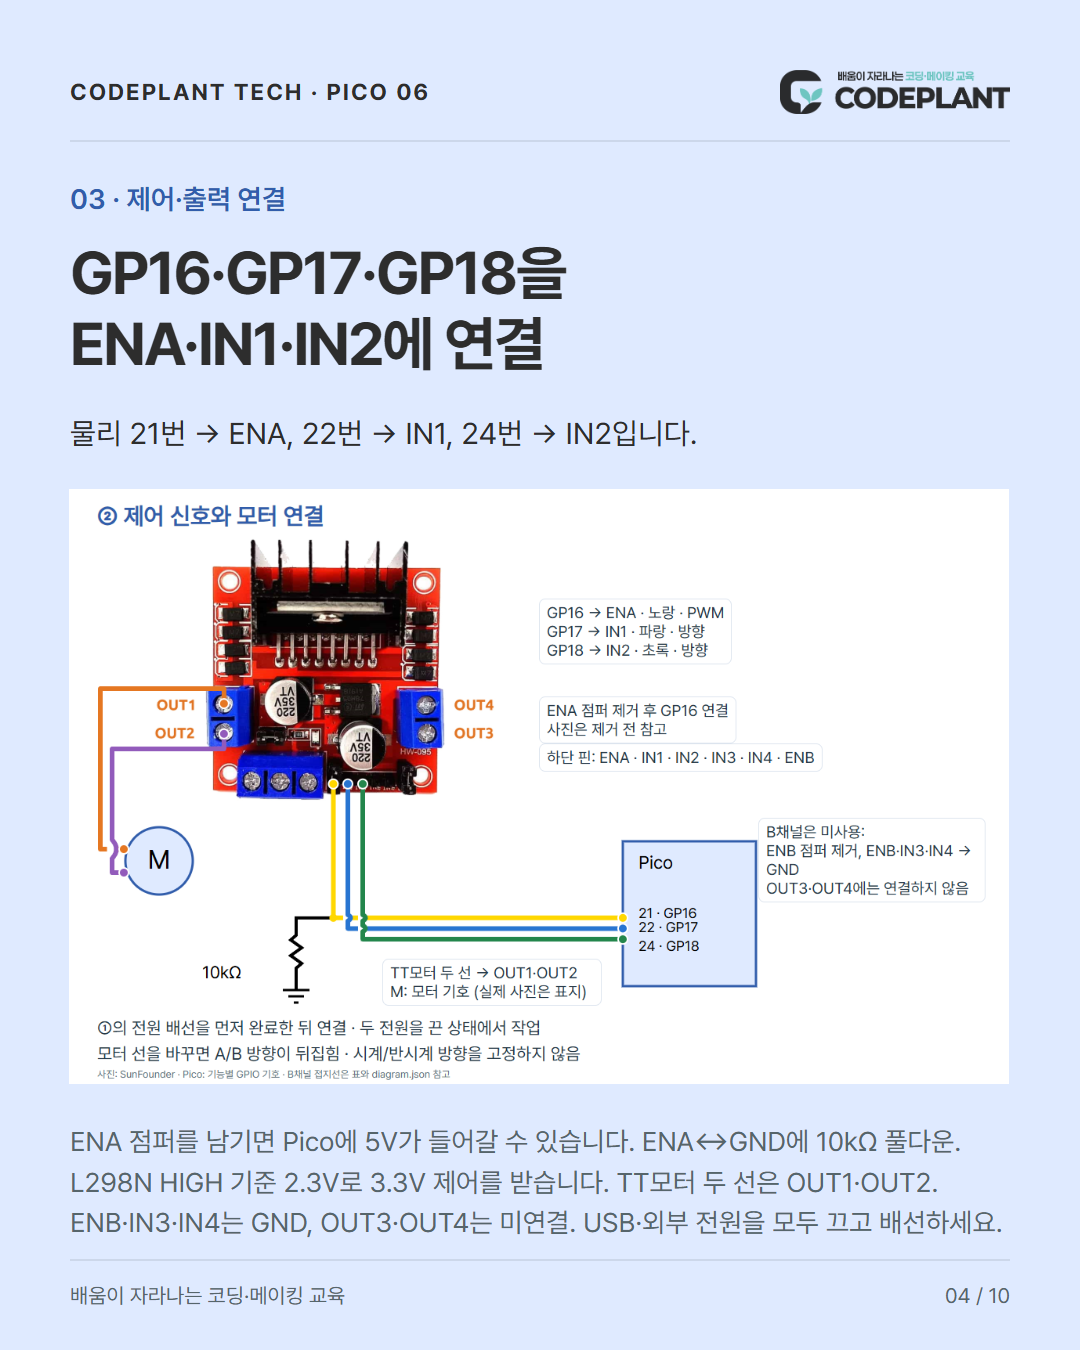 CODEPLANT TECH · PICO 06
배움이 자라나는 코딩·메이킹 교육
CODEPLANT
03 · 제어·출력 연결
GP16·GP17·GP18을
ENA·IN1·IN2에 연결
물리 21번 → ENA, 22번 → IN1, 24번 → IN2입니다.
② 제어 신호와 모터 연결
GP16 → ENA · 노랑 · PWM
GP17 → IN1 · 파랑 · 방향
GP18 → IN2 · 초록 · 방향
OUT1
OUT2
OUT4
OUT3
220
35V
VT
220
35V
VT
HW-095
ENA 점퍼 제거 후 GP16 연결
사진은 제거 전 참고
하단 핀: ENA · IN1 · IN2 · IN3 · IN4 · ENB
M
B채널은 미사용:
ENB 점퍼 제거, ENB·IN3·IN4 →
GND
OUT3·OUT4에는 연결하지 않음
Pico
21 · GP16
22 · GP17
24 · GP18
10kΩ
TT모터 두 선 → OUT1·OUT2
M: 모터 기호 (실제 사진은 표지)
①의 전원 배선을 먼저 완료한 뒤 연결 · 두 전원을 끈 상태에서 작업
모터 선을 바꾸면 A/B 방향이 뒤집힘 · 시계/반시계 방향을 고정하지 않음
사진: SunFounder · Pico: 기능별 GPIO 기호 · B채널 접지선은 표와 diagram.json 참고
ENA 점퍼를 남기면 Pico에 5V가 들어갈 수 있습니다. ENA↔GND에 10kΩ 풀다운.
L298N HIGH 기준 2.3V로 3.3V 제어를 받습니다. TT모터 두 선은 OUT1·OUT2.
ENB·IN3·IN4는 GND, OUT3·OUT4는 미연결. USB·외부 전원을 모두 끄고 배선하세요.
배움이 자라나는 코딩·메이킹 교육
04 / 10